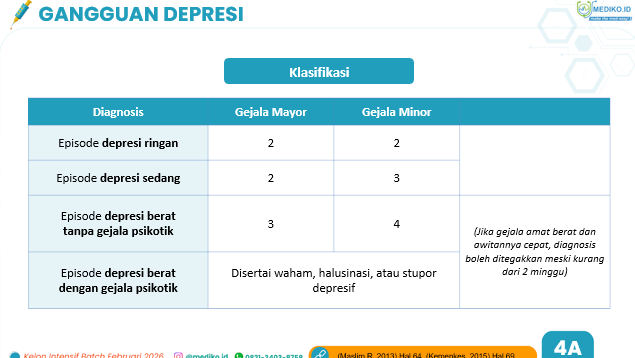 GANGGUAN DEPRESI
MEDIKO.ID
Klasifikasi
Diagnosis Gejala Mayor Gejala Minor
Episode depresi ringan 2 2
Episode depresi sedang 2 3
Episode depresi berat
tanpa gejala psikotik 3 4
(Jika gejala amat berat dan
awitannya cepat, diagnosis
boleh ditegakkan meski kurang
dari 2 minggu)
Episode depresi berat
dengan gejala psikotik
Disertai waham, halusinasi, atau stupor
depresif
Kelas Intensif Batch Februari 2026 @mediko.id 0821-2403-8758 (Maslim R, 2013) Hal 64, (Kemenkes, 2015) Hal 69
4A